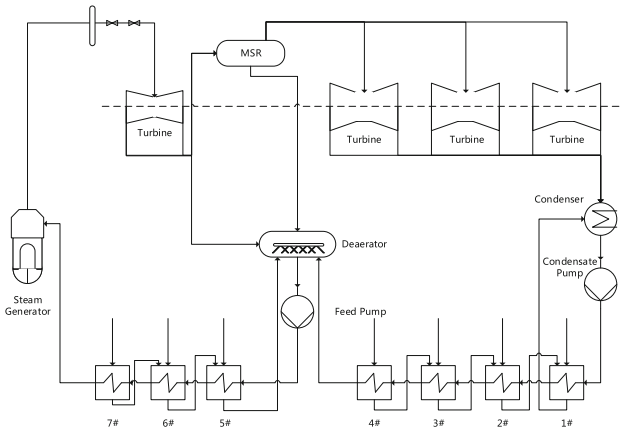 MSR
Turbine
Turbine
Turbine
Turbine
Condenser
Deaerator
Condensate
Pump
Steam
Generator
Feed Pump
7#
6#
5#
4#
3#
2#
1#